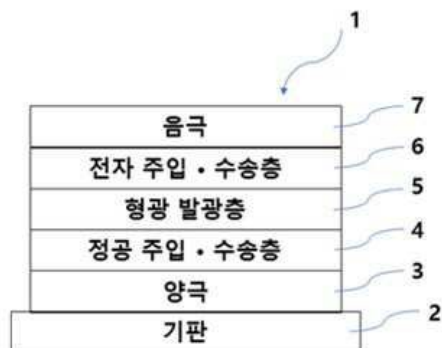 1
음극 7
전자 주입 • 수송층 6
형광 발광층 5
정공 주입 • 수송층 4
양극 3
기판 2